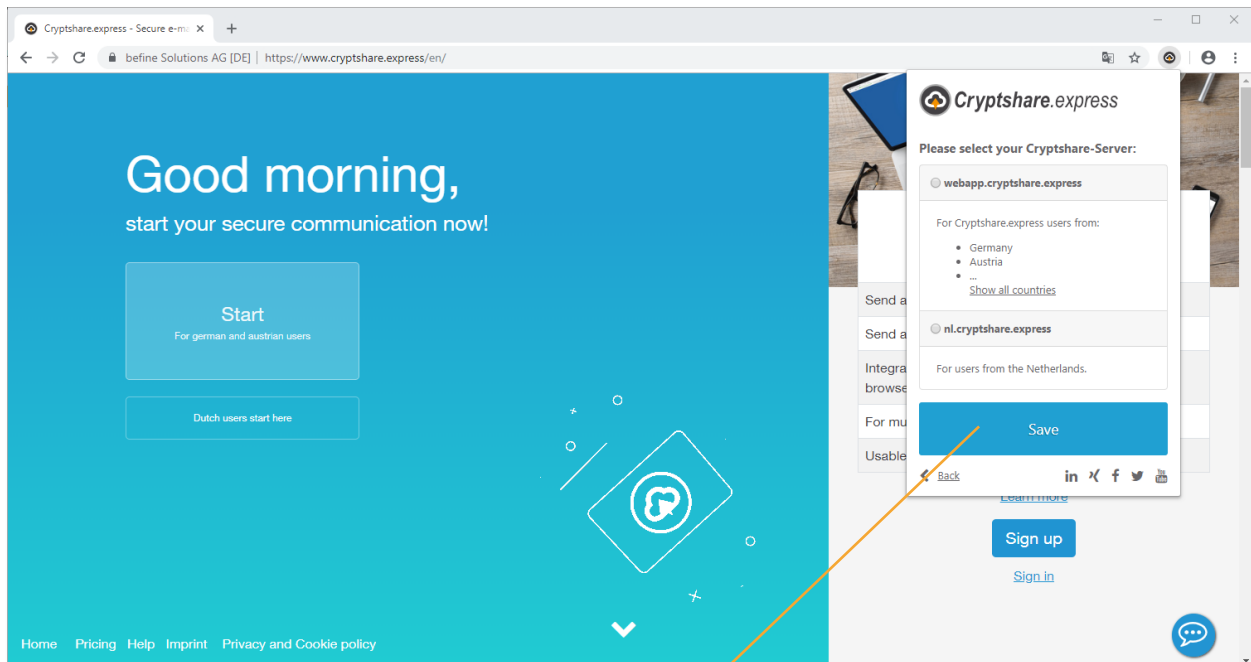 Cryptshare.express - Secure e-m
befine Solutions AG [DE] | https://www.cryptshare.express/en/
Good morning,
start your secure communication now!
Start
For german and austrian users
Dutch users start here
Home Pricing Help Imprint Privacy and Cookie policy
Send a
Send a
Integra
browse
For mu
Usable
Learn more
Sign up
Sign in
Cryptshare.express
Please select your Cryptshare-Server:
webapp.cryptshare.express
For Cryptshare.express users from:
Germany
Austria
...
Show all countries
nl.cryptshare.express
For users from the Netherlands.
Save
Back